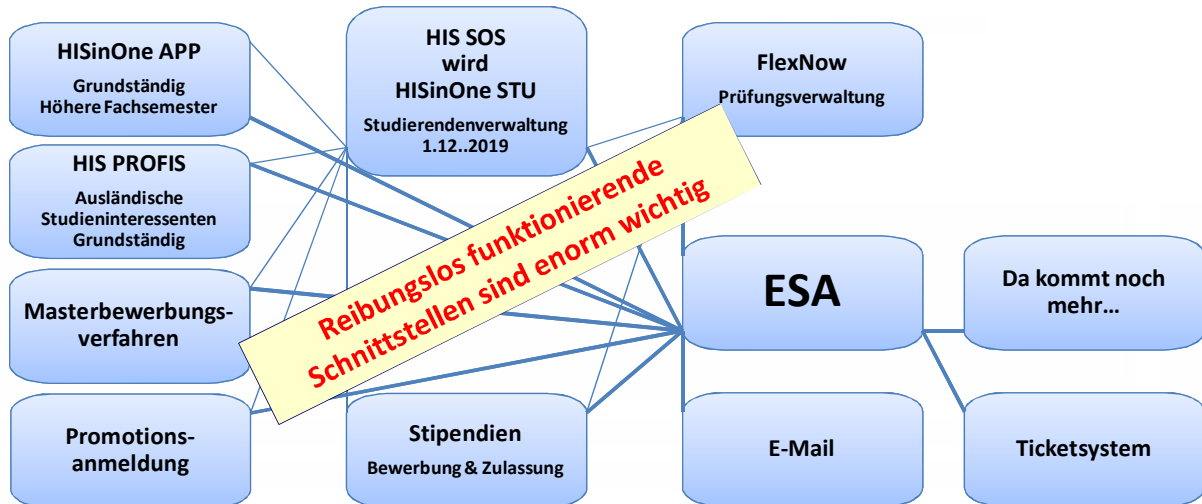 HISinOne APP
Grundständig
Höhere Fachsemester
HIS SOS
wird
HISinOne STU
Studierendenverwaltung
1.12..2019
FlexNow
Prüfungsverwaltung
HIS PROFIS
Ausländische
Studieninteressenten
Grundständig
Reibungslos funktionierende
Schnittstellen sind enorm wichtig
Masterbewerbungs-
verfahren
ESA
Da kommt noch
mehr...
Promotions-
anmeldung
Stipendien
Bewerbung & Zulassung
E-Mail
Ticketsystem